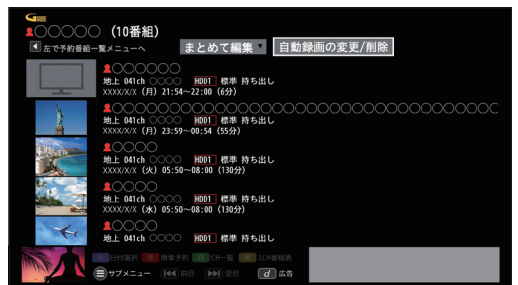 G GUIDE
○○○○○ (10番組)
左で予約番組一覧メニューへ まとめて編集 自動録画の変更/削除
○○○○○○○
地上 041ch ○○○○ HDD1 標準 持ち出し
XXXX/X/X (月) 21:54～22:00 (6分)
○○○○○○○○○○○○○○○○○○○○○○○○○○○○○○○○○○○
地上 041ch ○○○○ HDD1 標準 持ち出し
XXXX/X/X (月) 23:59～00:54 (55分)
○○○○
地上 041ch ○○○○ HDD1 標準 持ち出し
XXXX/X/X (火) 05:50～08:00 (130分)
○○○○
地上 041ch ○○○○ HDD1 標準 持ち出し
XXXX/X/X (水) 05:50～08:00 (130分)
○○○○
地上 041ch ○○○○ HDD1 標準 持ち出し
日付選択 簡単予約 CH一覧 1CH番組表
サブメニュー 前日 翌日 d 広告